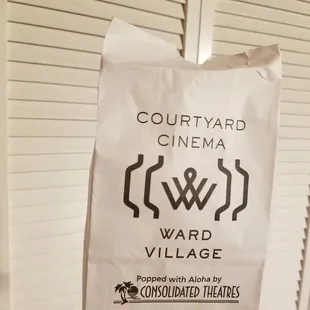 COURTYARD
CINEMA
WARD
VILLAGE
Popped with Aloha by
CONSOLIDATED THEATRES